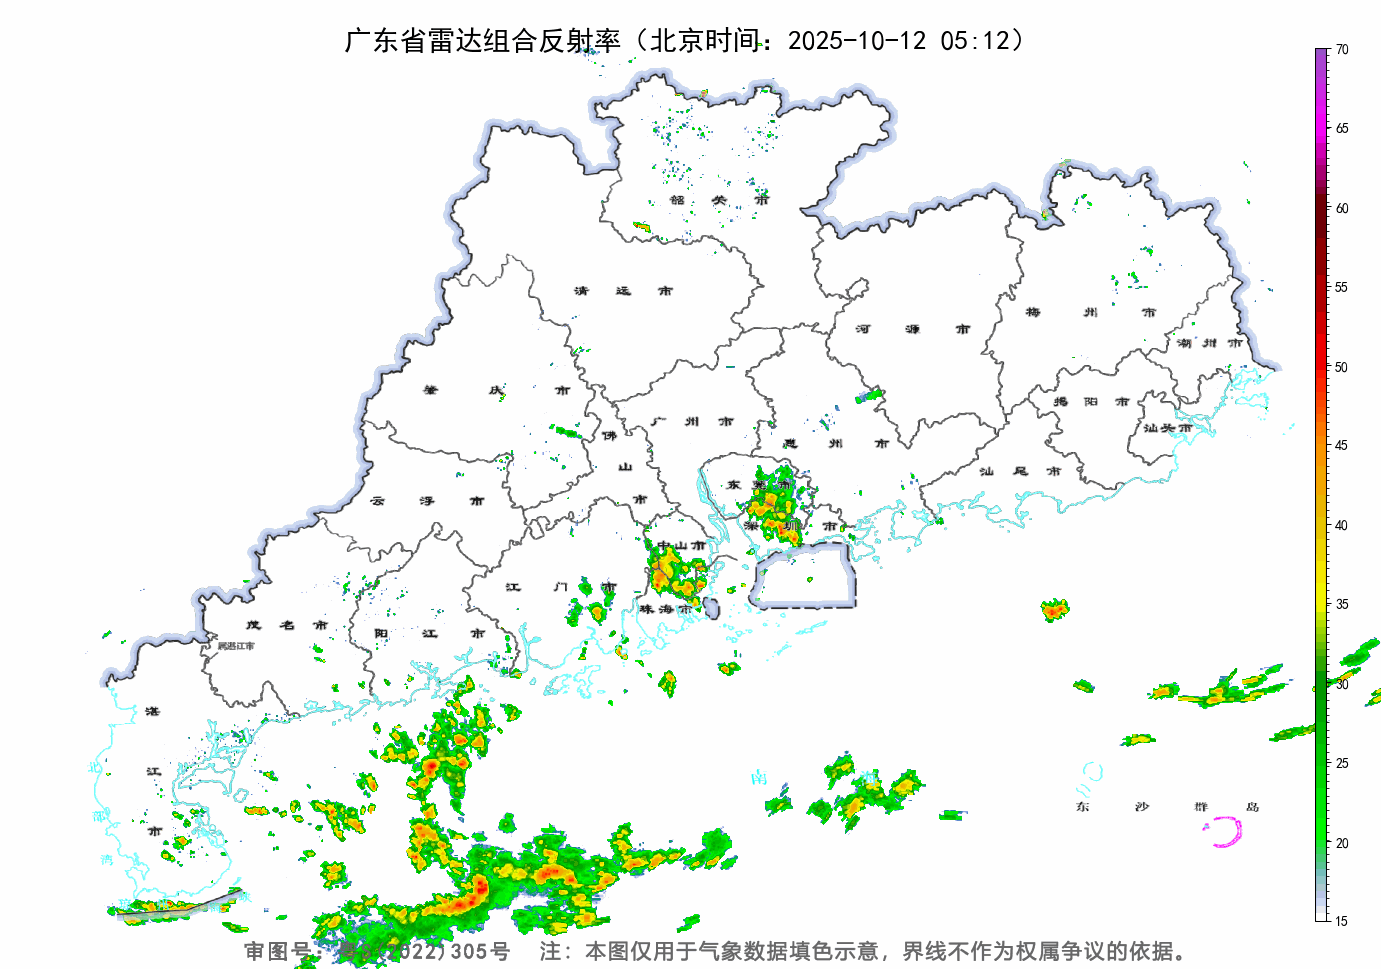 广东省雷达组合反射率（北京时间：2025-10-12 05:12）
70
65
60
55
50
45
40
35
30
25
20
15
韶关市
清远市
河源市
梅州市
潮州市
肇庆市
广州市
佛山市
惠州市
揭阳市
汕头市
汕尾市
云浮市
东莞市
深圳市
中山市
江门市
珠海市
茂名市
属湛江市
阳江市
湛江市
南海
东沙群岛
北部湾
审图号：2022)305号 注：本图仅用于气象数据填色示意，界线不作为权属争议的依据。